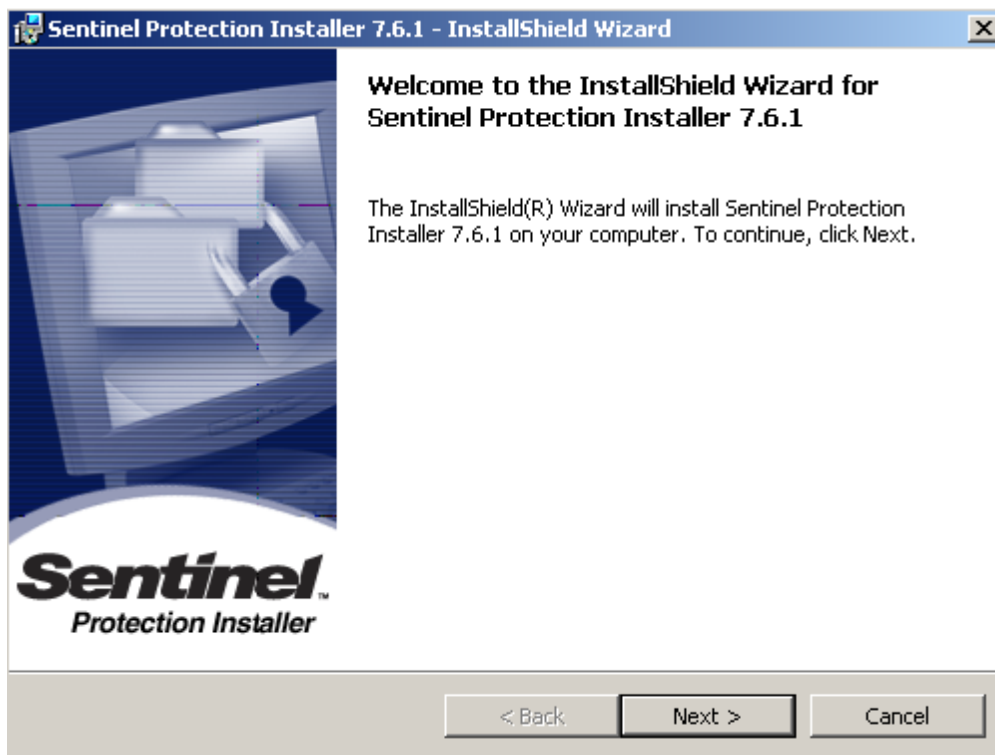 Sentinel Protection Installer 7.6.1 - InstallShield Wizard
Welcome to the InstallShield Wizard for
Sentinel Protection Installer 7.6.1
The InstallShield(R) Wizard will install Sentinel Protection
Installer 7.6.1 on your computer. To continue, click Next.
Sentinel™
Protection Installer
< Back
Next >
Cancel